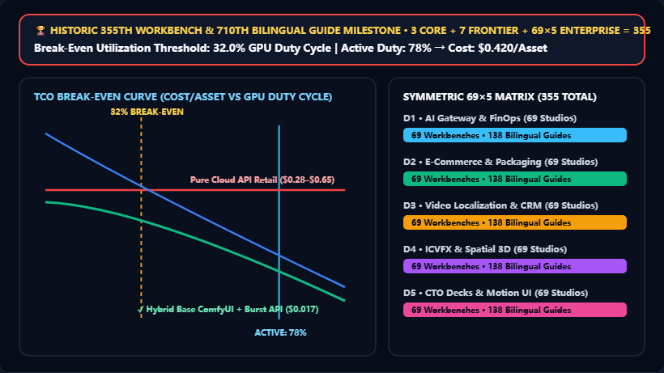 🏆 HISTORIC 355TH WORKBENCH & 710TH BILINGUAL GUIDE MILESTONE • 3 CORE + 7 FRONTIER + 69×5 ENTERPRISE = 355
Break-Even Utilization Threshold: 32.0% GPU Duty Cycle | Active Duty: 78% → Cost: $0.420/Asset
TCO BREAK-EVEN CURVE (COST/ASSET VS GPU DUTY CYCLE)
32% BREAK-EVEN
Pure Cloud API Retail ($0.28–$0.65)
✓ Hybrid Base ComfyUI + Burst API ($0.017)
ACTIVE: 78%
SYMMETRIC 69×5 MATRIX (355 TOTAL)
D1 • AI Gateway & FinOps (69 Studios)
69 Workbenches • 138 Bilingual Guides
D2 • E-Commerce & Packaging (69 Studios)
69 Workbenches • 138 Bilingual Guides
D3 • Video Localization & CRM (69 Studios)
69 Workbenches • 138 Bilingual Guides
D4 • ICVFX & Spatial 3D (69 Studios)
69 Workbenches • 138 Bilingual Guides
D5 • CTO Decks & Motion UI (69 Studios)
69 Workbenches • 138 Bilingual Guides